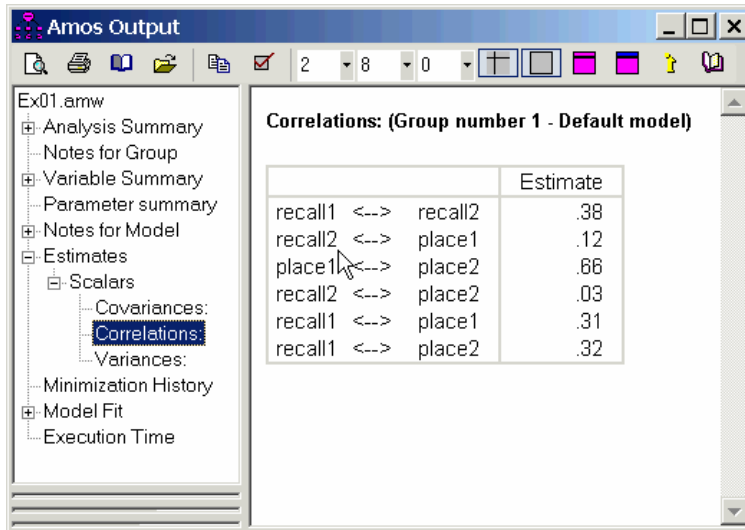 Amos Output
2 8 0
Ex01.amw
Analysis Summary
Notes for Group
Variable Summary
Parameter summary
Notes for Model
Estimates
Scalars
Covariances:
Correlations:
Variances:
Minimization History
Model Fit
Execution Time
Correlations: (Group number 1 - Default model)
Estimate
recall1 <--> recall2 .38
recall2 <--> place1 .12
place1 <--> place2 .66
recall2 <--> place2 .03
recall1 <--> place1 .31
recall1 <--> place2 .32